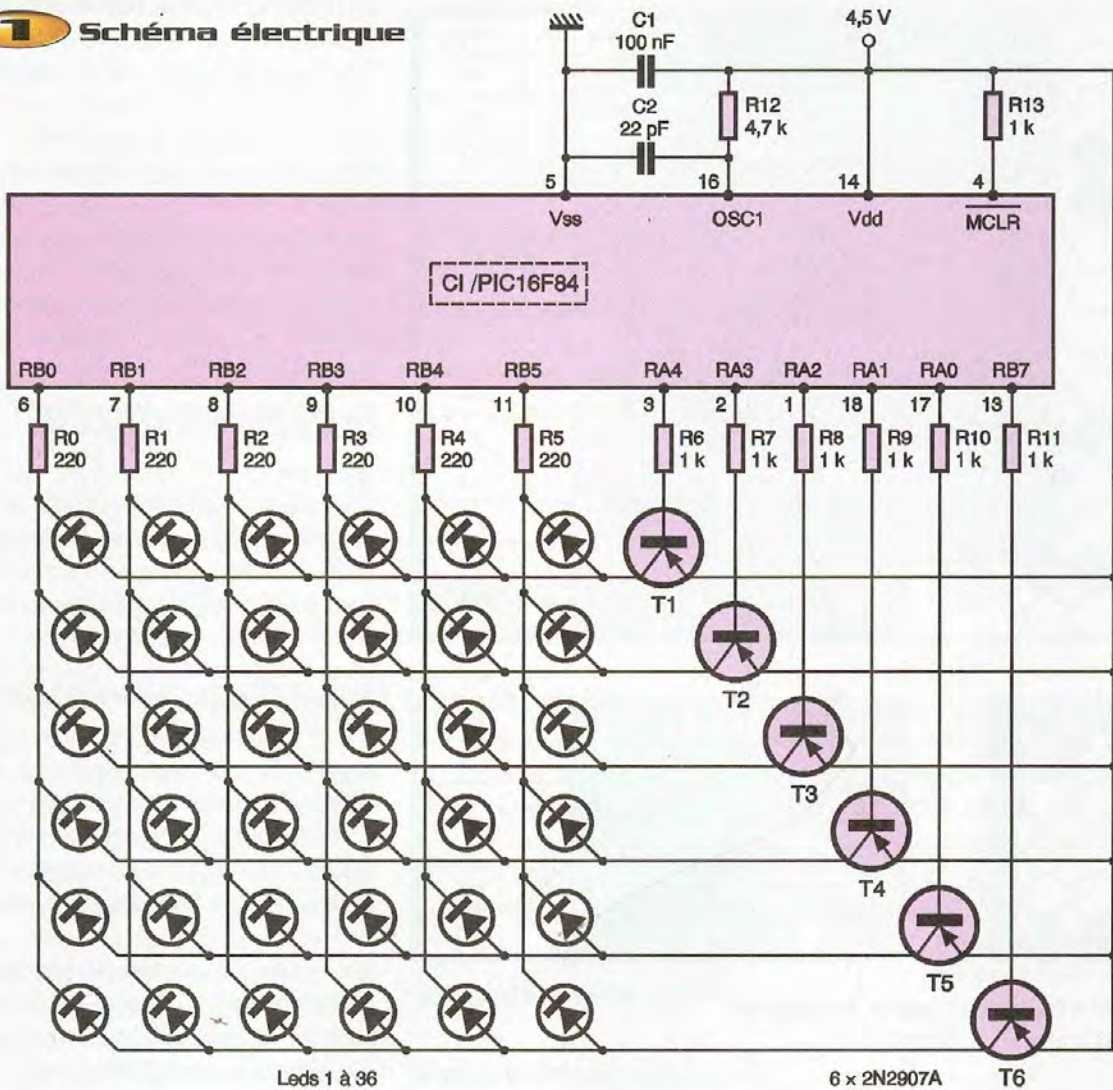 1 Schéma électrique
C1
100 nF
4,5 V
C2
22 pF
R12
4,7 k
R13
1 k
5
16
14
4
Vss
OSC1
Vdd
MCLR
CI /PIC16F84
RB0
RB1
RB2
RB3
RB4
RB5
RA4
RA3
RA2
RA1
RA0
RB7
6
7
8
9
10
11
3
2
1
18
17
13
R0
220
R1
220
R2
220
R3
220
R4
220
R5
220
R6
1 k
R7
1 k
R8
1 k
R9
1 k
R10
1 k
R11
1 k
T1
T2
T3
T4
T5
T6
Leds 1 à 36
6 x 2N2907A